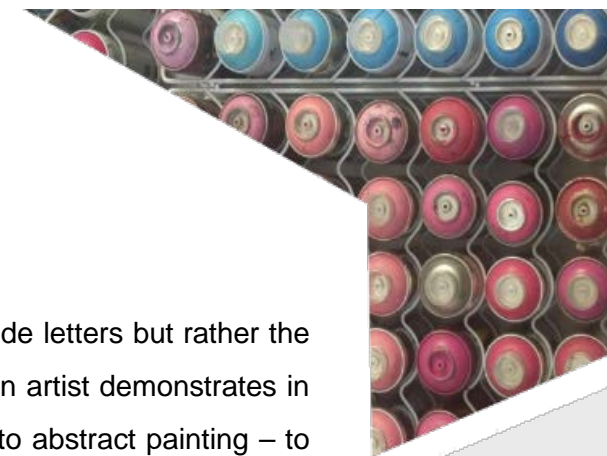 de letters but rather the
n artist demonstrates in
to abstract painting – to